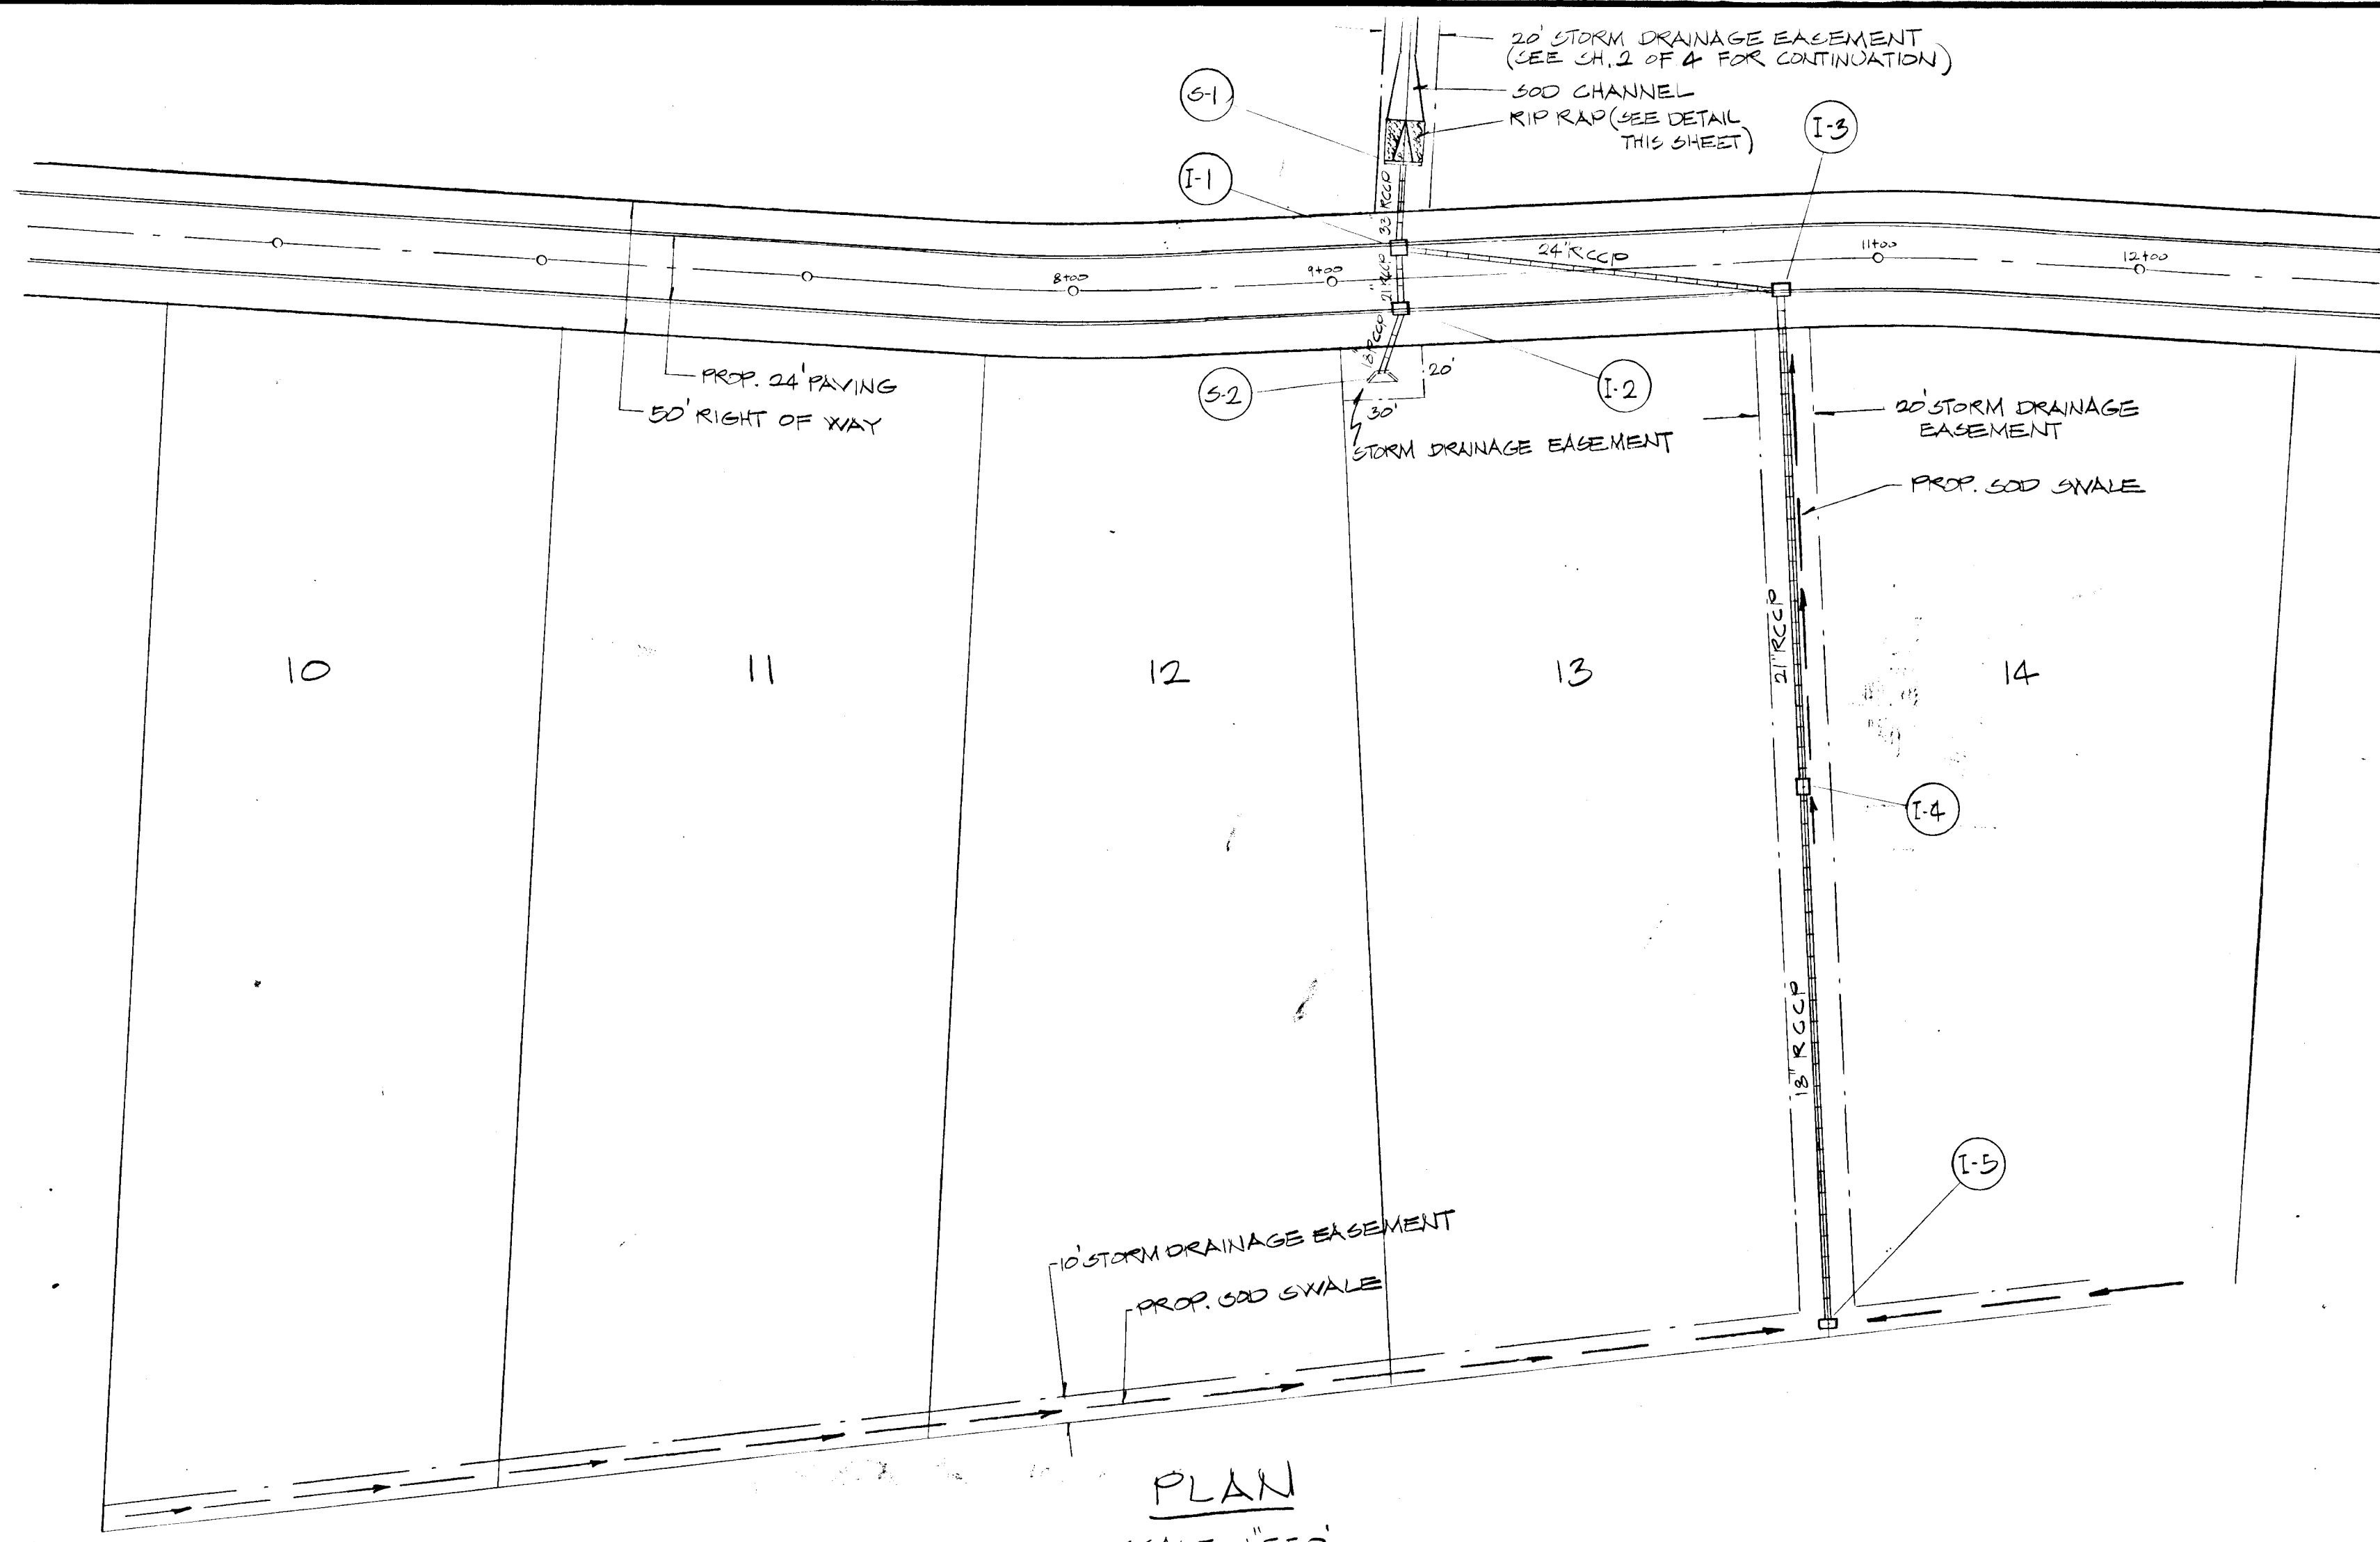 20' STORM DRAINAGE EASEMENT
(SEE SH. 2 OF 4 FOR CONTINUATION)
SOD CHANNEL
RIP RAP (SEE DETAIL
THIS SHEET)
S-1
I-3
I-1
RCCP
24" RCCP
11+00
12+00
8+00
9+00
21" RCCP
18" RCCP
PROP. 24' PAVING
50' RIGHT OF WAY
S-2
20'
30'
I-2
STORM DRAINAGE EASEMENT
20' STORM DRAINAGE
EASEMENT
PROP. SOD SWALE
21" RCCP
10
11
12
13
14
I-4
18" RCCP
I-5
10' STORM DRAINAGE EASEMENT
PROP. SOD SWALE
PLAN